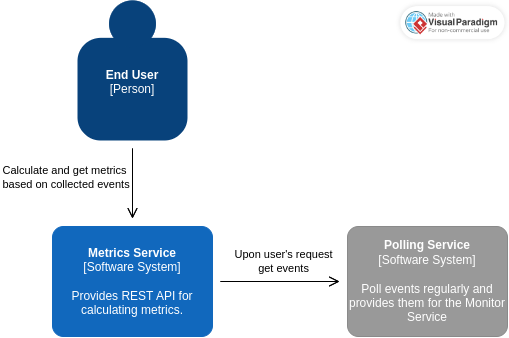 Made with
Visual Paradigm
For non-commercial use
End User
[Person]
Calculate and get metrics
based on collected events
Metrics Service
[Software System]
Provides REST API for
calculating metrics.
Upon user's request
get events
Polling Service
[Software System]
Poll events regularly and
provides them for the Monitor
Service